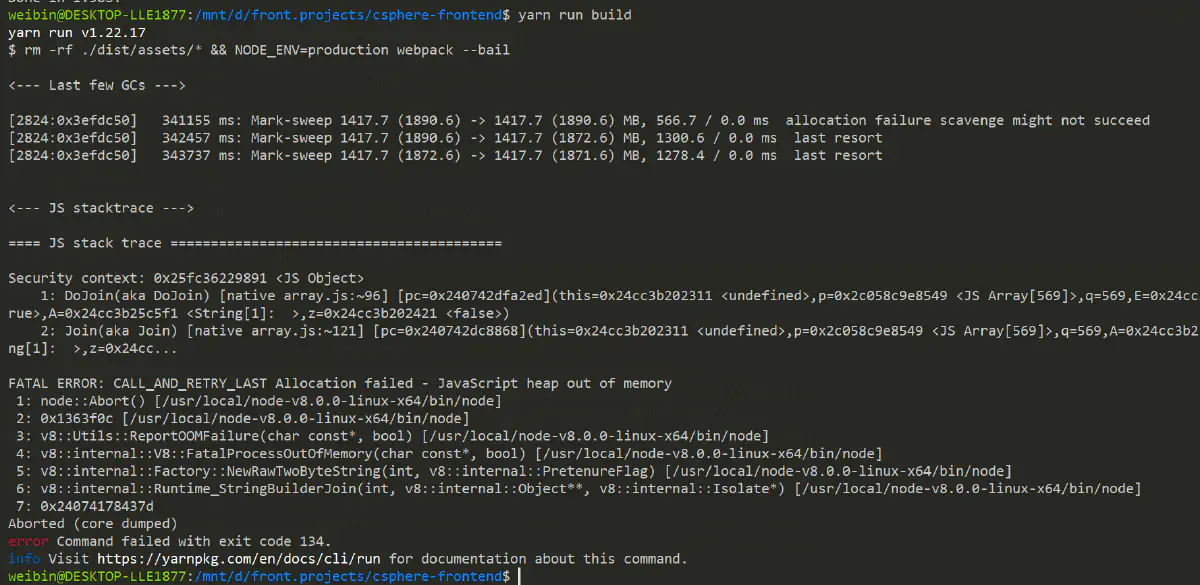 weibin@DESKTOP-LLE1877:/mnt/d/front.projects/csphere-frontend$ yarn run build
yarn run v1.22.17
$ rm -rf ./dist/assets/* && NODE_ENV=production webpack --bail
<--- Last few GCs --->
[2824:0x3efdc50]   341155 ms: Mark-sweep 1417.7 (1890.6) -> 1417.7 (1890.6) MB, 566.7 / 0.0 ms  allocation failure scavenge might not succeed
[2824:0x3efdc50]   342457 ms: Mark-sweep 1417.7 (1890.6) -> 1417.7 (1872.6) MB, 1300.6 / 0.0 ms  last resort
[2824:0x3efdc50]   343737 ms: Mark-sweep 1417.7 (1872.6) -> 1417.7 (1871.6) MB, 1278.4 / 0.0 ms  last resort
<--- JS stacktrace --->
==== JS stack trace =========================================
Security context: 0x25fc36229891 <JS Object>
    1: DoJoin(aka DoJoin) [native array.js:~96] [pc=0x240742dfa2ed](this=0x24cc3b202311 <undefined>,p=0x2c058c9e8549 <JS Array[569]>,q=569,E=0x24cc
rue>,A=0x24cc3b25c5f1 <String[1]:  >,z=0x24cc3b202421 <false>)
    2: Join(aka Join) [native array.js:~121] [pc=0x240742dc8868](this=0x24cc3b202311 <undefined>,p=0x2c058c9e8549 <JS Array[569]>,q=569,A=0x24cc3b2
ng[1]:  >,z=0x24cc...
FATAL ERROR: CALL_AND_RETRY_LAST Allocation failed - JavaScript heap out of memory
 1: node::Abort() [/usr/local/node-v8.0.0-linux-x64/bin/node]
 2: 0x1363f0c [/usr/local/node-v8.0.0-linux-x64/bin/node]
 3: v8::Utils::ReportOOMFailure(char const*, bool) [/usr/local/node-v8.0.0-linux-x64/bin/node]
 4: v8::internal::V8::FatalProcessOutOfMemory(char const*, bool) [/usr/local/node-v8.0.0-linux-x64/bin/node]
 5: v8::internal::Factory::NewRawTwoByteString(int, v8::internal::PretenureFlag) [/usr/local/node-v8.0.0-linux-x64/bin/node]
 6: v8::internal::Runtime_StringBuilderJoin(int, v8::internal::Object**, v8::internal::Isolate*) [/usr/local/node-v8.0.0-linux-x64/bin/node]
 7: 0x24074178437d
Aborted (core dumped)
error Command failed with exit code 134.
info Visit https://yarnpkg.com/en/docs/cli/run for documentation about this command.
weibin@DESKTOP-LLE1877:/mnt/d/front.projects/csphere-frontend$